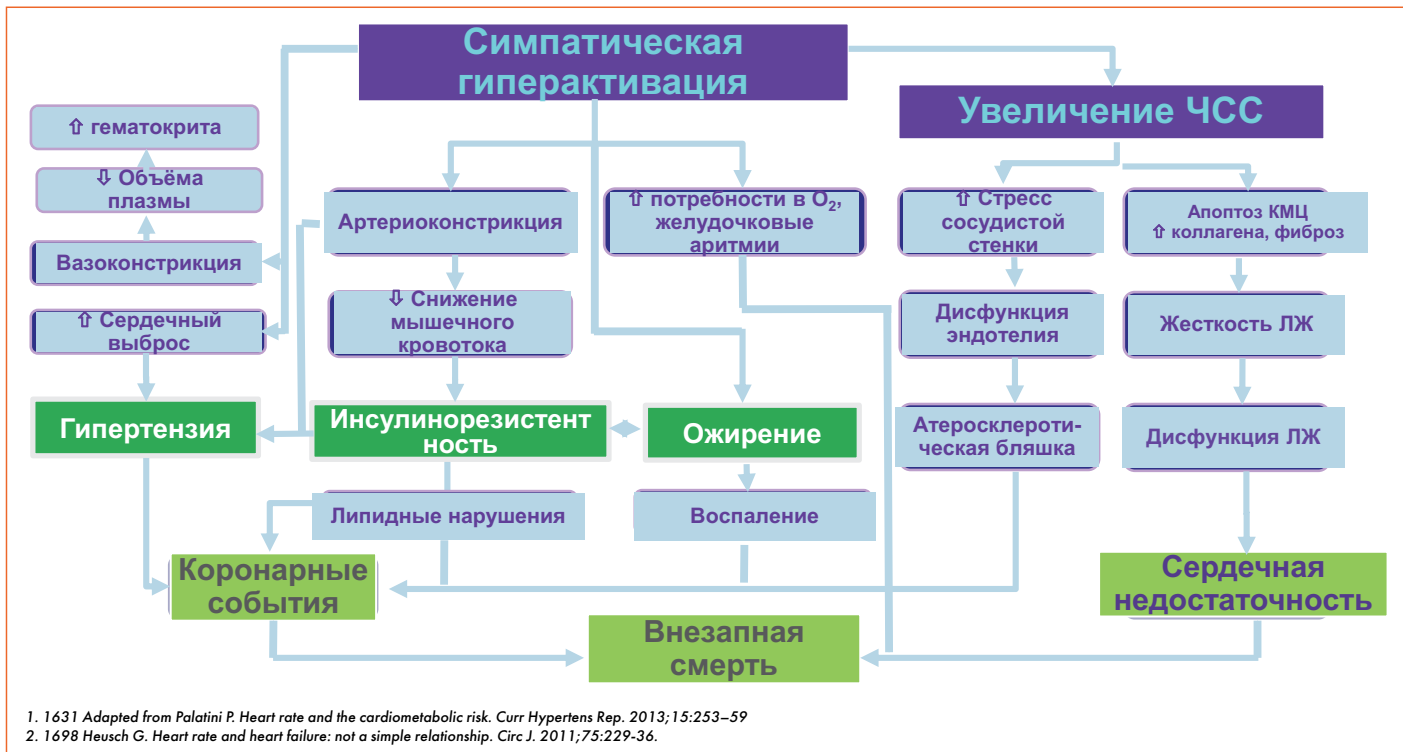 Симпатическая
гиперактивация
Увеличение ЧСС
⇧ гематокрита
⇩ Объёма
плазмы
Вазоконстрикция
⇧ Сердечный
выброс
Артериоконстрикция
⇧ потребности в O₂,
желудочковые
аритмии
⇧ Стресс
сосудистой
стенки
Апоптоз КМЦ
⇧ коллагена, фиброз
⇩ Снижение
мышечного
кровотока
Дисфункция
эндотелия
Жесткость ЛЖ
Гипертензия
Инсулинорезистент
ность
Ожирение
Атеросклероти-
ческая бляшка
Дисфункция ЛЖ
Липидные нарушения
Воспаление
Коронарные
события
Сердечная
недостаточность
Внезапная
смерть
1. 1631 Adapted from Palatini P. Heart rate and the cardiometabolic risk. Curr Hypertens Rep. 2013;15:253–59
2. 1698 Heusch G. Heart rate and heart failure: not a simple relationship. Circ J. 2011;75:229-36.